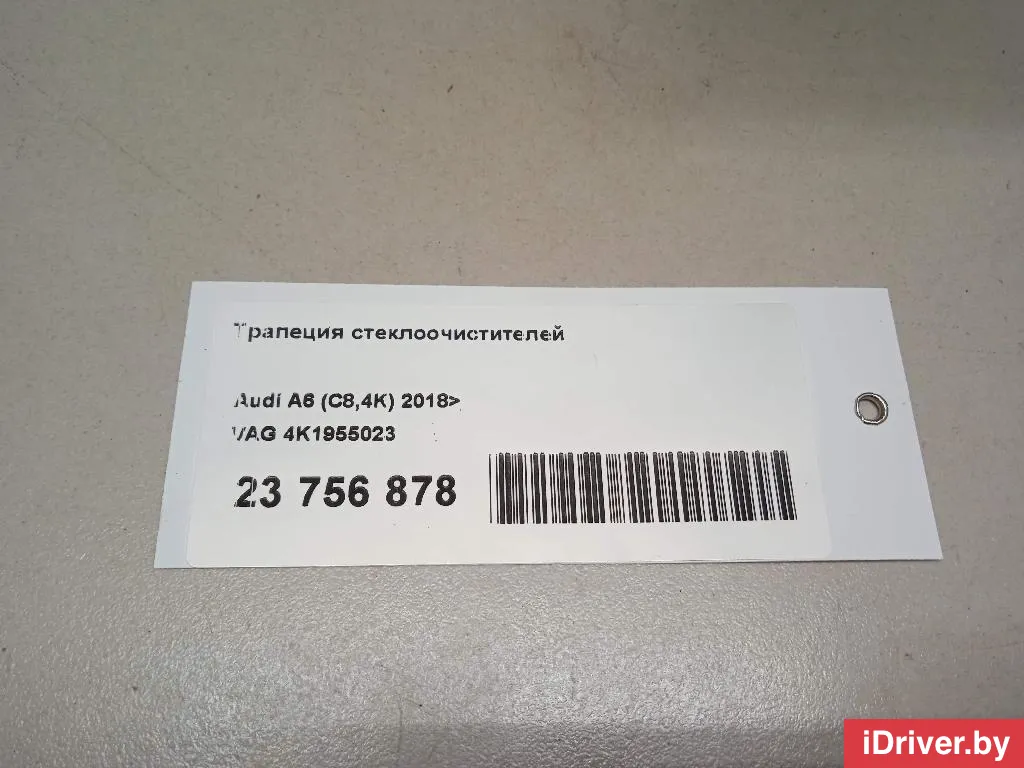 Трапеция стеклоочистителей
Audi A6 (C8,4K) 2018>
VAG 4K1955023
23 756 878
iDriver.by